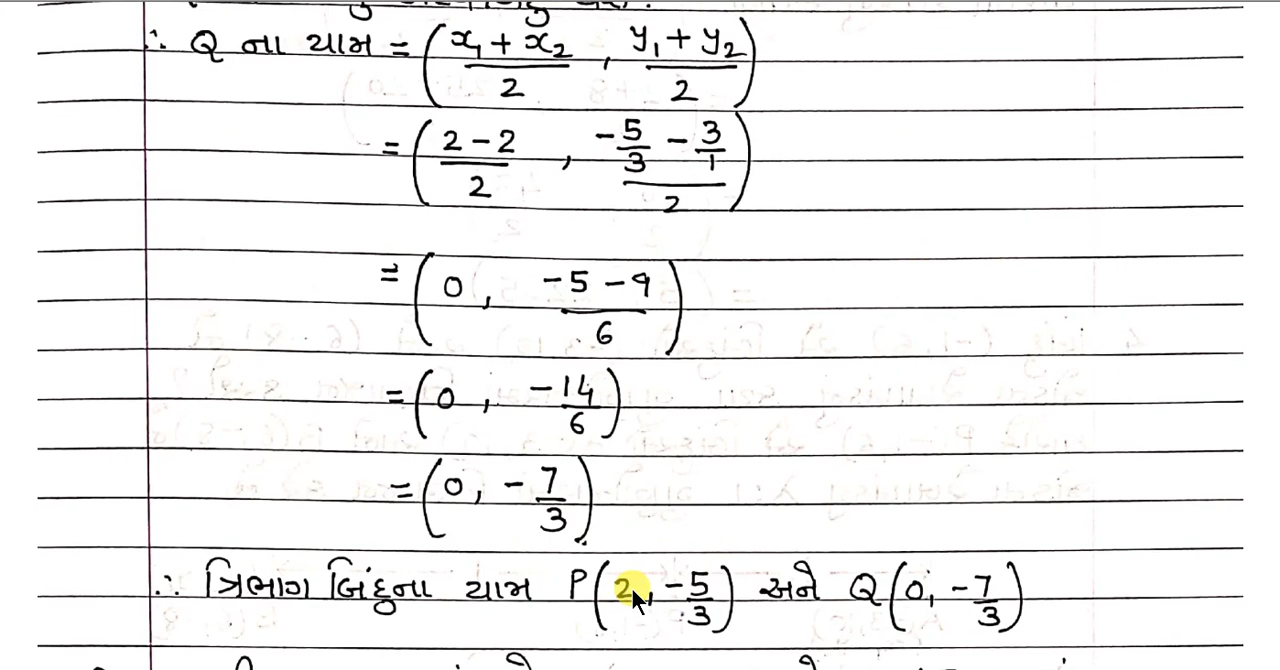 ∴ Q ના યામ = (x₁ + x₂ / 2 , y₁ + y₂ / 2)
= (2 - 2 / 2 , -5/3 - 3/1 / 2)
= (0 , -5 - 9 / 6)
= (0 , -14/6)
= (0, -7/3)
∴ ત્રિભાગ બિંદુના યામ P(2, -5/3) અને Q(0, -7/3)